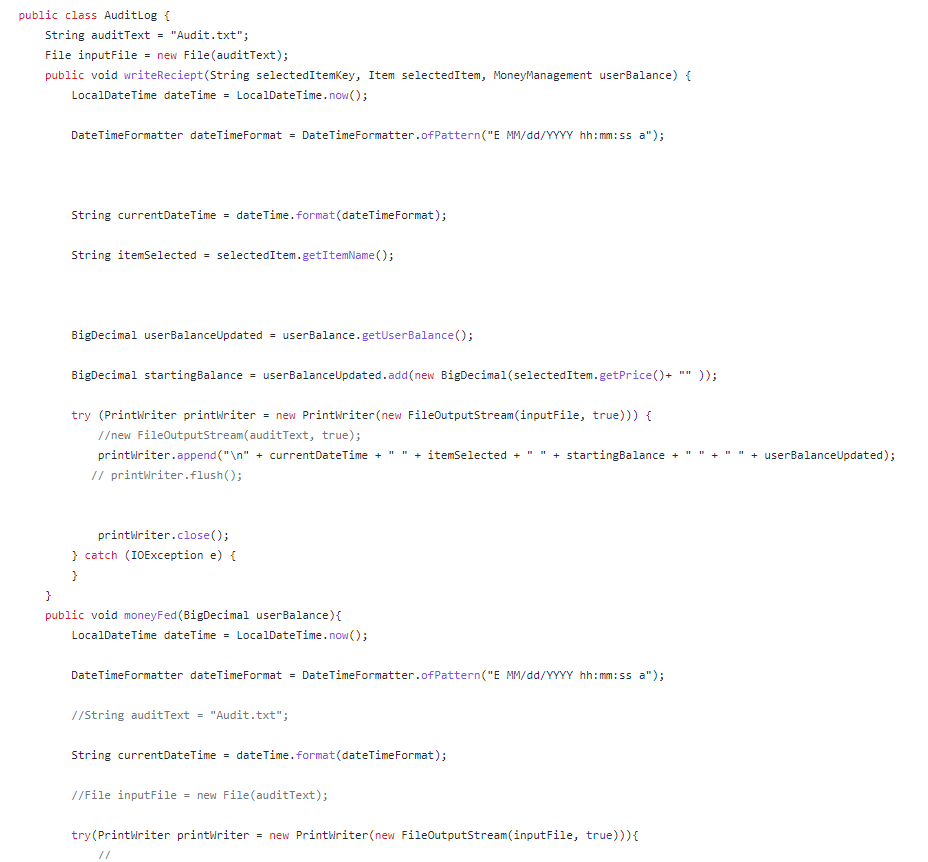 public class AuditLog {
String auditText = "Audit.txt";
File inputFile = new File(auditText);
public void writeReciept(String selectedItemKey, Item selectedItem, MoneyManagement userBalance) {
LocalDateTime dateTime = LocalDateTime.now();
DateTimeFormatter dateTimeFormat = DateTimeFormatter.ofPattern("E MM/dd/YYYY hh:mm:ss a");
String currentDateTime = dateTime.format(dateTimeFormat);
String itemSelected = selectedItem.getItemName();
BigDecimal userBalanceUpdated = userBalance.getUserBalance();
BigDecimal startingBalance = userBalanceUpdated.add(new BigDecimal(selectedItem.getPrice()+ "" ));
try (PrintWriter printWriter = new PrintWriter(new FileOutputStream(inputFile, true))) {
//new FileOutputStream(auditText, true);
printWriter.append("\n" + currentDateTime + " " + itemSelected + " " + startingBalance + " " + " " + userBalanceUpdated);
// printWriter.flush();
printWriter.close();
} catch (IOException e) {
}
}
public void moneyFed(BigDecimal userBalance){
LocalDateTime dateTime = LocalDateTime.now();
DateTimeFormatter dateTimeFormat = DateTimeFormatter.ofPattern("E MM/dd/YYYY hh:mm:ss a");
//String auditText = "Audit.txt";
String currentDateTime = dateTime.format(dateTimeFormat);
//File inputFile = new File(auditText);
try(PrintWriter printWriter = new PrintWriter(new FileOutputStream(inputFile, true))){
//